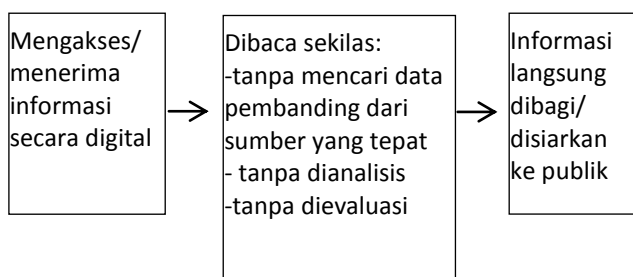 Mengakses/
menerima
informasi
secara digital
Dibaca sekilas:
-tanpa mencari data
pembanding dari
sumber yang tepat
- tanpa dianalisis
-tanpa dievaluasi
Informasi
langsung
dibagi/
disiarkan
ke publik